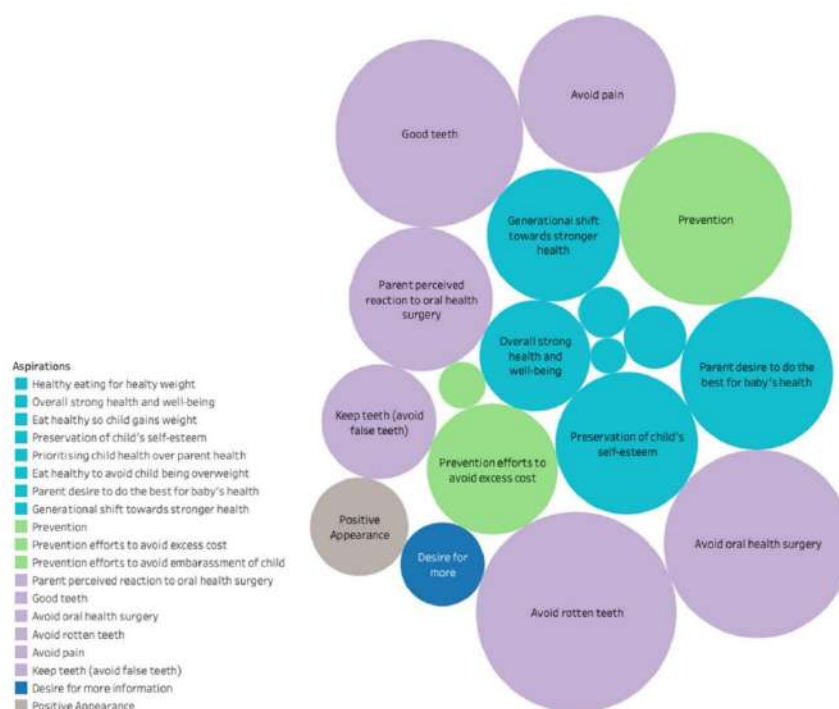 Good teeth
Avoid pain
Generational shift
towards stronger
health
Prevention
Parent perceived
reaction to oral health
surgery
Overall strong
health and
well-being
Parent desire to do the
best for baby's health
Keep teeth (avoid
false teeth)
Preservation of child's
self-esteem
Prevention efforts to
avoid excess cost
Positive
Appearance
Desire for
more
Avoid oral health surgery
Avoid rotten teeth
Aspirations
Healthy eating for healty weight
Overall strong health and well-being
Eat healthy so child gains weight
Preservation of child's self-esteem
Prioritising child health over parent health
Eat healthy to avoid child being overweight
Parent desire to do the best for baby's health
Generational shift towards stronger health
Prevention
Prevention efforts to avoid excess cost
Prevention efforts to avoid embarassment of child
Parent perceived reaction to oral health surgery
Good teeth
Avoid oral health surgery
Avoid rotten teeth
Avoid pain
Keep teeth (avoid false teeth)
Desire for more information
Positive Appearance